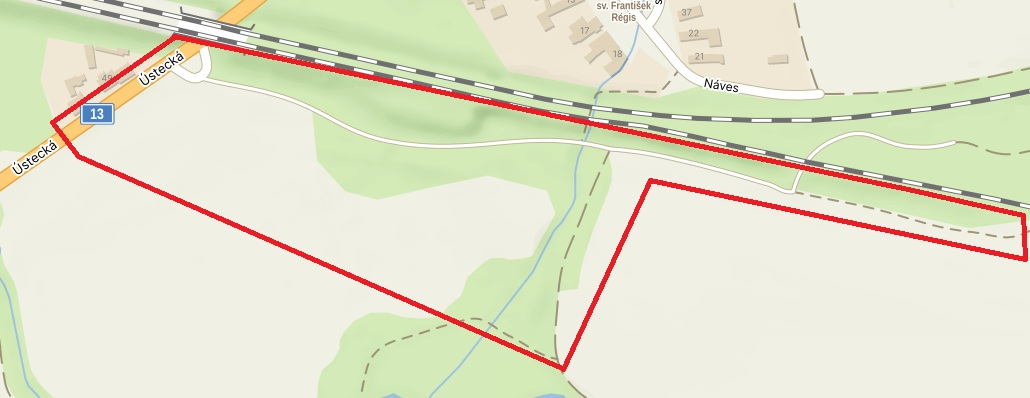 sv. František
Régis
17
18
37
22
21
Náves
49
Ústecká
13
Ústecká